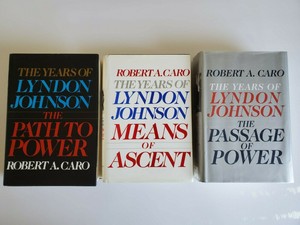 THE YEARS OF
LYNDON
JOHNSON
THE
PATH TO
POWER
ROBERT A. CARO
ROBERT A. CARO
THE YEARS OF
LYNDON
JOHNSON
MEANS
OF
ASCENT
ROBERT A. CARO
THE YEARS OF
LYNDON
JOHNSON
THE
PASSAGE
OF
POWER